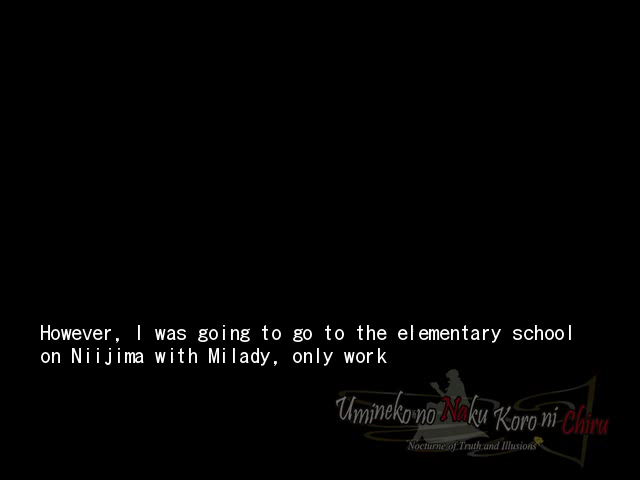 However, I was going to go to the elementary school
on Niijima with Milady, only work
Umineko no Naku Koro ni Chiru
Nocturne of Truth and Illusions